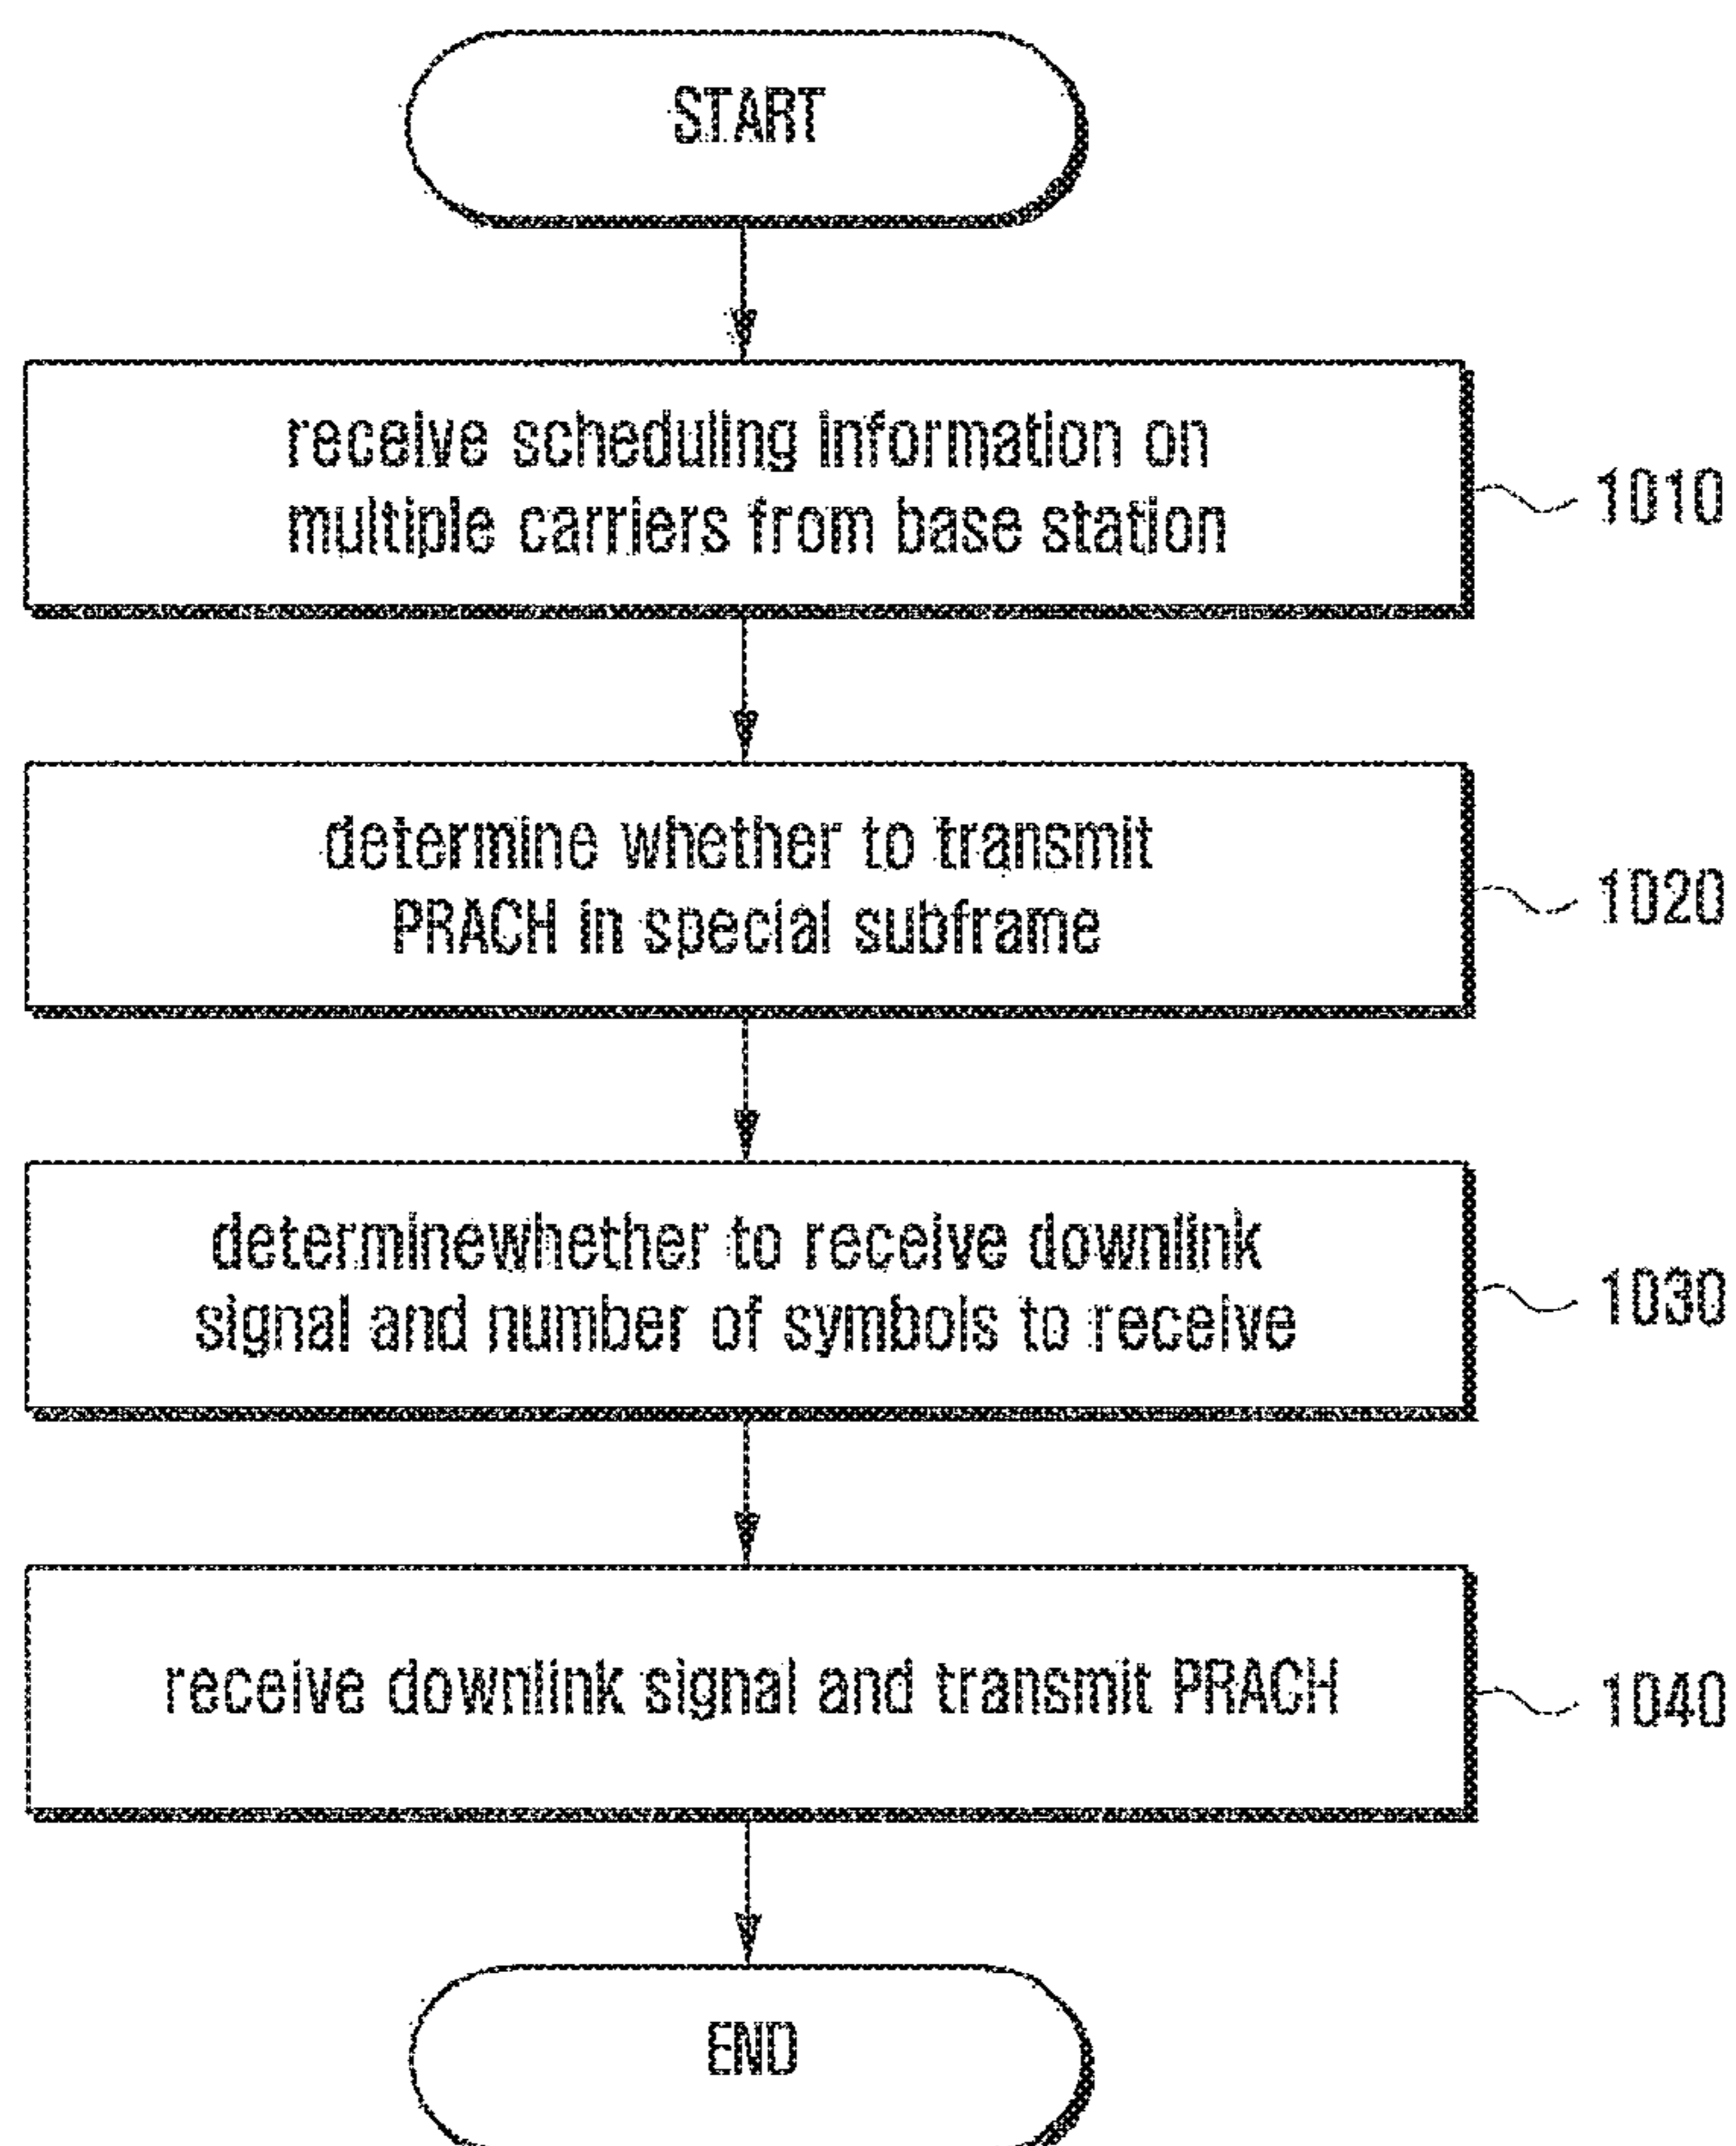 START
receive scheduling information on
multiple carriers from base station
1010
determine whether to transmit
PRACH in special subframe
1020
determinewhether to receive downlink
signal and number of symbols to receive
1030
receive downlink signal and transmit PRACH
1040
END